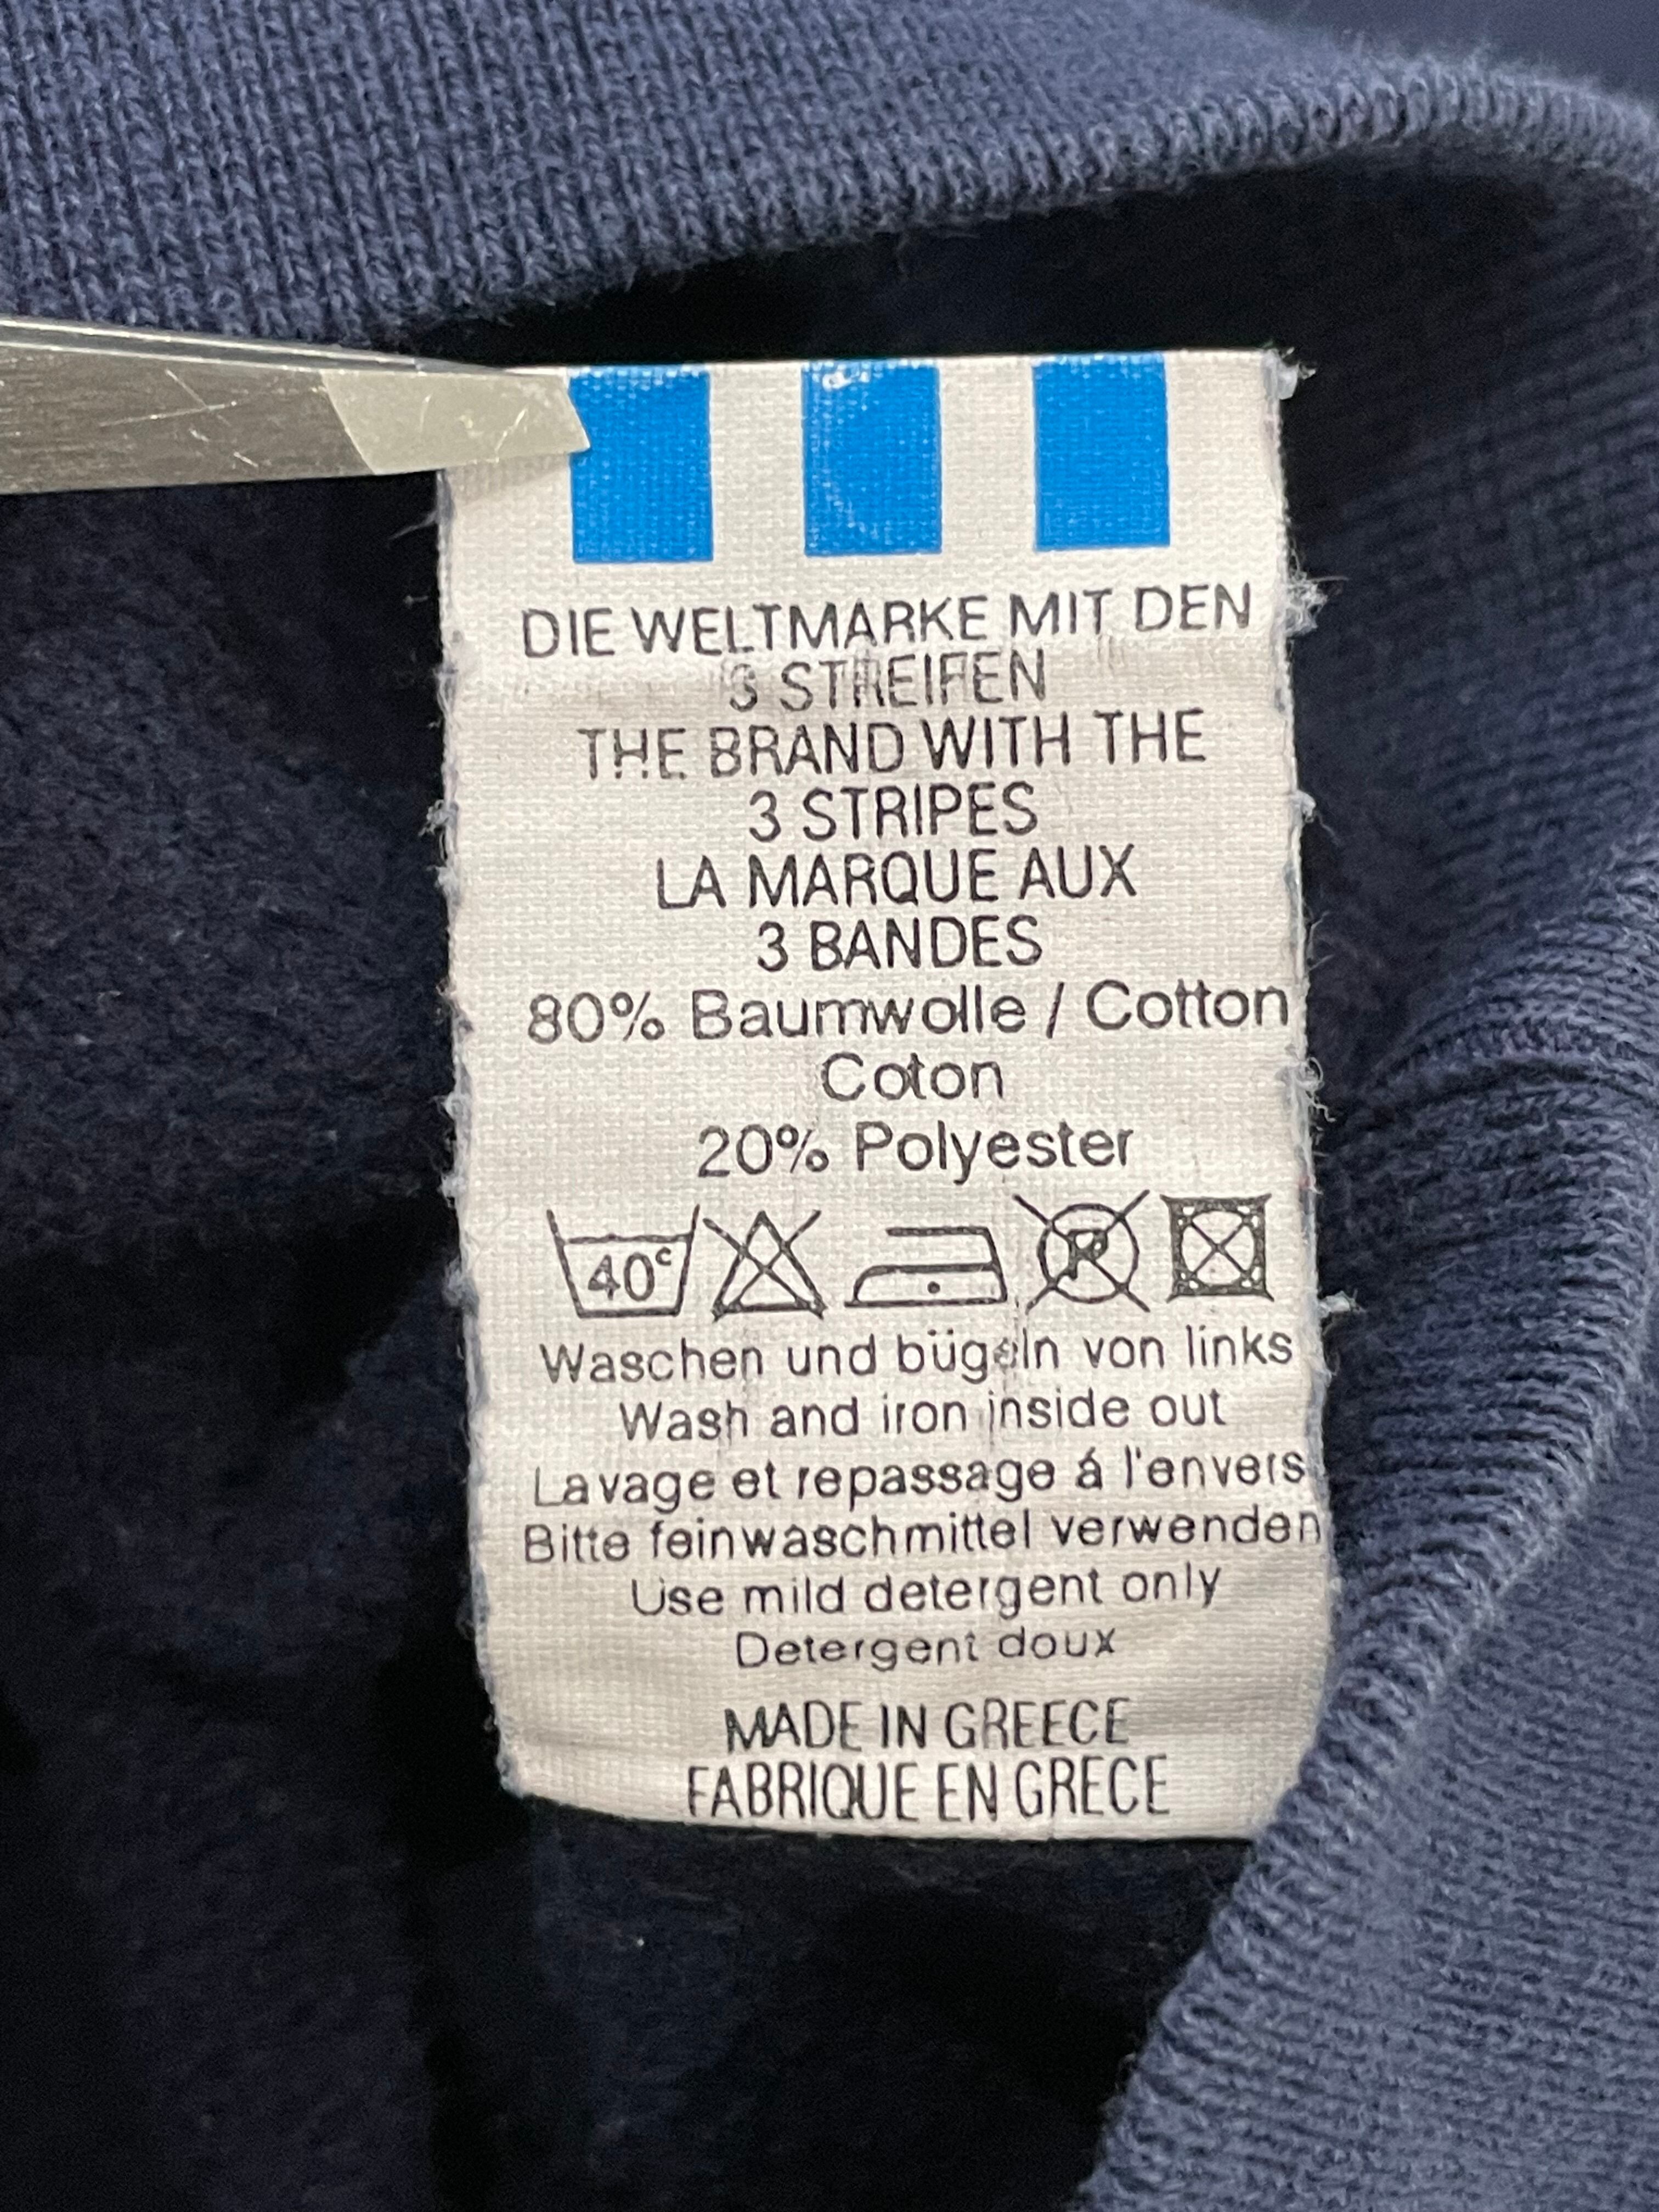 DIE WELTMARKE MIT DEN
3 STREIFEN
THE BRAND WITH THE
3 STRIPES
LA MARQUE AUX
3 BANDES
80% Baumwolle / Cotton
Coton
20% Polyester
40c P
Waschen und bügeln von links
Wash and iron inside out
Lavage et repassage á l'envers
Bitte feinwaschmittel verwenden
Use mild detergent only
Detergent doux
MADE IN GREECE
FABRIQUE EN GRECE